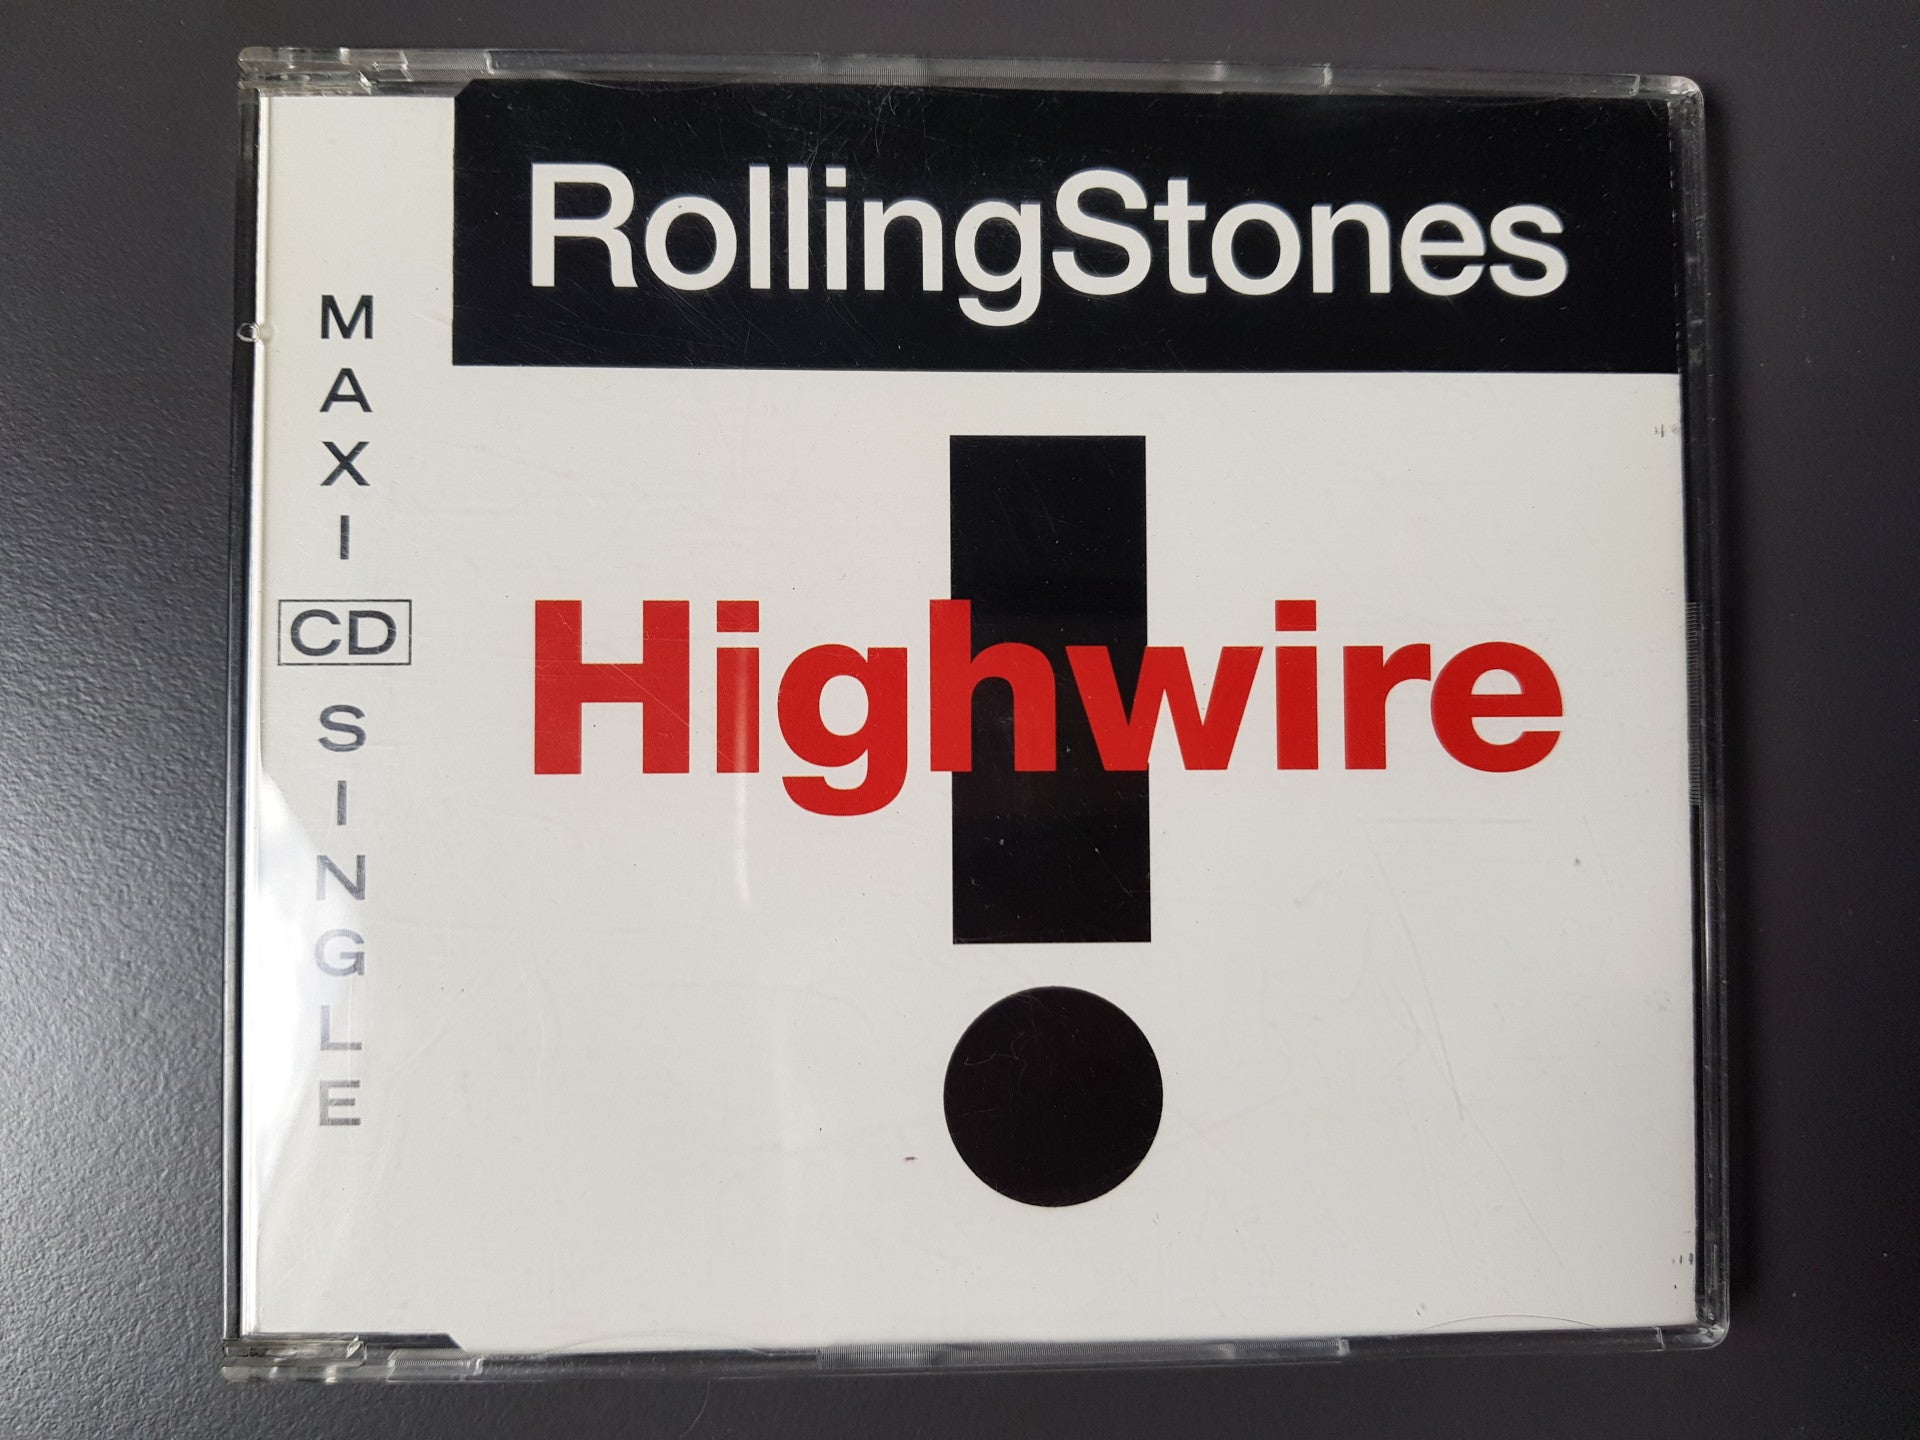 RollingStones
MAXI
CD
SINGLE
Highwire
!